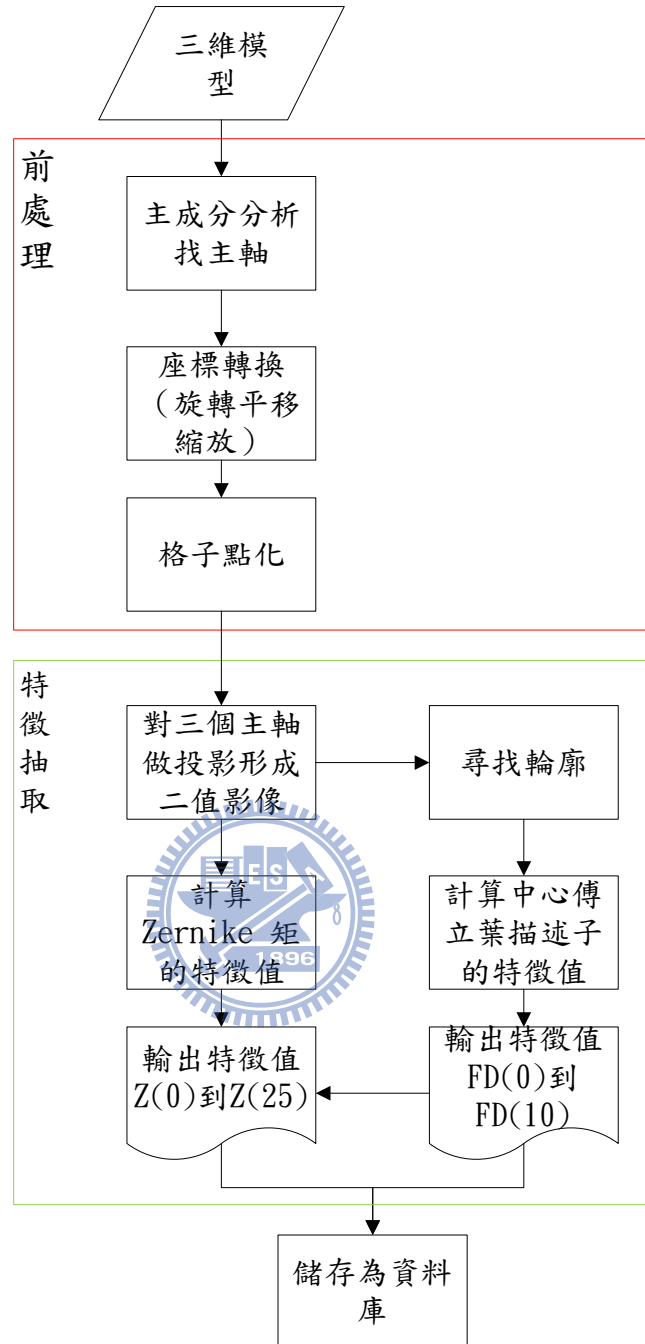 三維模
型
前
處
理
主成分分析
找主軸
座標轉換
（旋轉平移
縮放）
格子點化
特
徵
抽
取
對三個主軸
做投影形成
二值影像
尋找輪廓
計算
Zernike 矩
的特徵值
計算中心傅
立葉描述子
的特徵值
輸出特徵值
Z(0)到Z(25)
輸出特徵值
FD(0)到
FD(10)
儲存為資料
庫
ES
1896